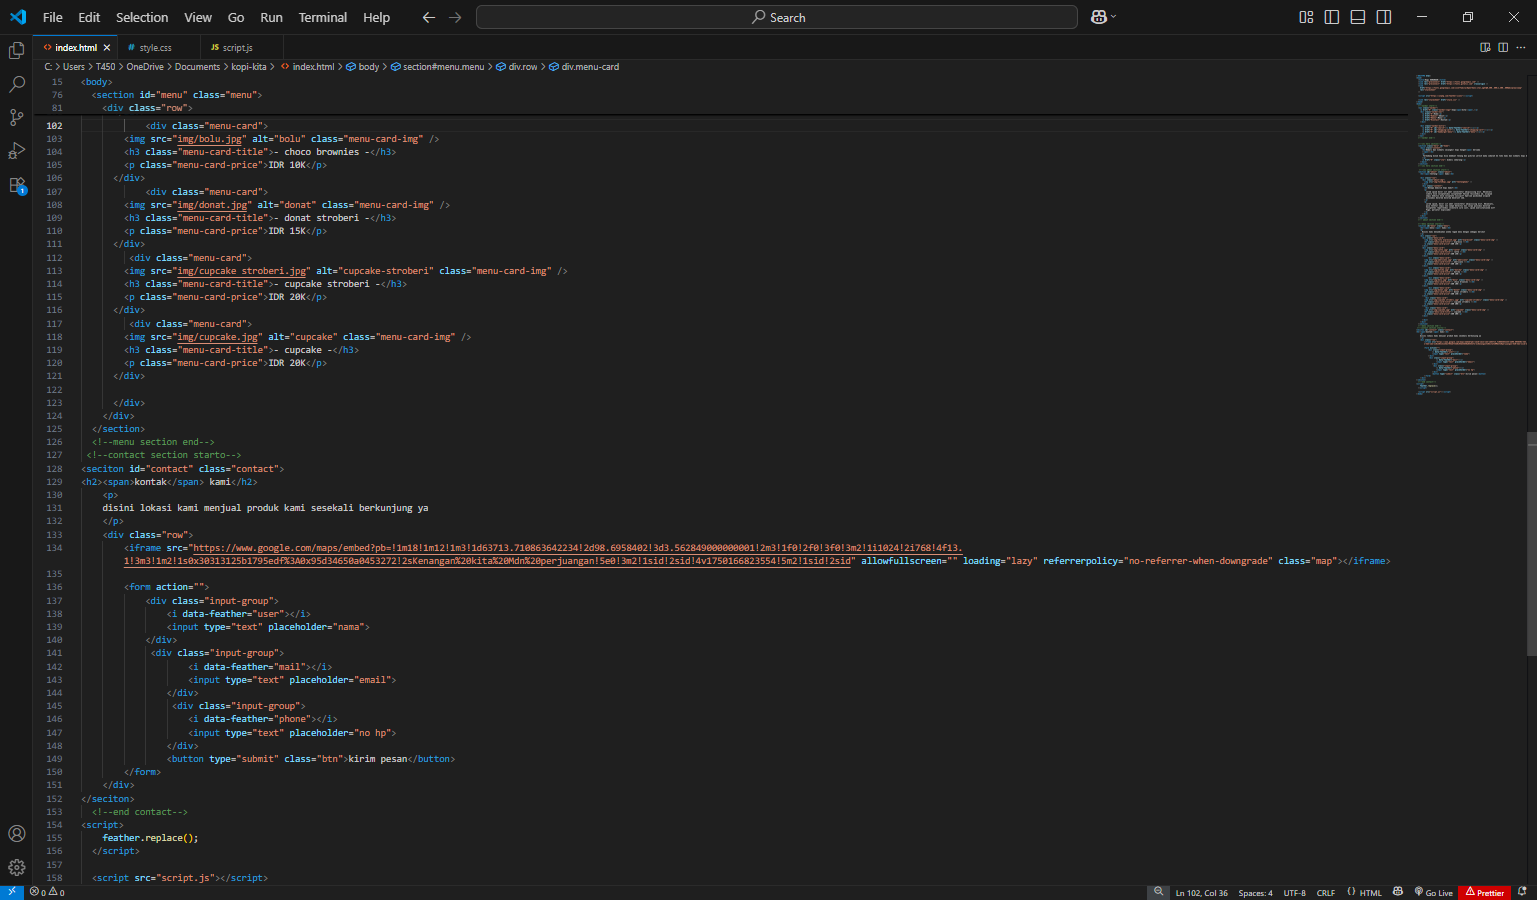 File Edit Selection View Go Run Terminal Help
Search
index.html
style.css
script.js
C: > Users > T450 > OneDrive > Documents > kopi-kita > index.html > body > section#menu.menu > div.row > div.menu-card
15 <body>
76 <section id="menu" class="menu">
81 <div class="row">
102 <div class="menu-card">
103 <img src="img/bolu.jpg" alt="bolu" class="menu-card-img" />
104 <h3 class="menu-card-title">- choco brownies -</h3>
105 <p class="menu-card-price">IDR 10K</p>
106 </div>
107 <div class="menu-card">
108 <img src="img/donat.jpg" alt="donat" class="menu-card-img" />
109 <h3 class="menu-card-title">- donat stroberi -</h3>
110 <p class="menu-card-price">IDR 15K</p>
111 </div>
112 <div class="menu-card">
113 <img src="img/cupcake stroberi.jpg" alt="cupcake-stroberi" class="menu-card-img" />
114 <h3 class="menu-card-title">- cupcake stroberi -</h3>
115 <p class="menu-card-price">IDR 20K</p>
116 </div>
117 <div class="menu-card">
118 <img src="img/cupcake.jpg" alt="cupcake" class="menu-card-img" />
119 <h3 class="menu-card-title">- cupcake -</h3>
120 <p class="menu-card-price">IDR 20K</p>
121 </div>
122
123 </div>
124 </div>
125 </section>
126 <!--menu section end-->
127 <!--contact section starto-->
128 <seciton id="contact" class="contact">
129 <h2><span>kontak</span> kami</h2>
130 <p>
131 disini lokasi kami menjual produk kami sesekali berkunjung ya
132 </p>
133 <div class="row">
134 <iframe src="https://www.google.com/maps/embed?pb=!1m18!1m12!1m3!1d63713.710863642234!2d98.6958402!3d3.562849000000001!2m3!1f0!2f0!3f0!3m2!1i1024!2i768!4f13.
1!3m3!1m2!1s0x30313125b1795edf%3A0x95d34650a0453272!2sKenangan%20kita%20Mdn%20perjuangan!5e0!3m2!1sid!2sid!4v1750166823554!5m2!1sid!2sid" allowfullscreen="" loading="lazy" referrerpolicy="no-referrer-when-downgrade" class="map"></iframe>
135
136 <form action="">
137 <div class="input-group">
138 <i data-feather="user"></i>
139 <input type="text" placeholder="nama">
140 </div>
141 <div class="input-group">
142 <i data-feather="mail"></i>
143 <input type="text" placeholder="email">
144 </div>
145 <div class="input-group">
146 <i data-feather="phone"></i>
147 <input type="text" placeholder="no hp">
148 </div>
149 <button type="submit" class="btn">kirim pesan</button>
150 </form>
151 </div>
152 </seciton>
153 <!--end contact-->
154 <script>
155 feather.replace();
156 </script>
157
158 <script src="script.js"></script>
0 0 Ln 102, Col 36 Spaces: 4 UTF-8 CRLF {} HTML Go Live Prettier